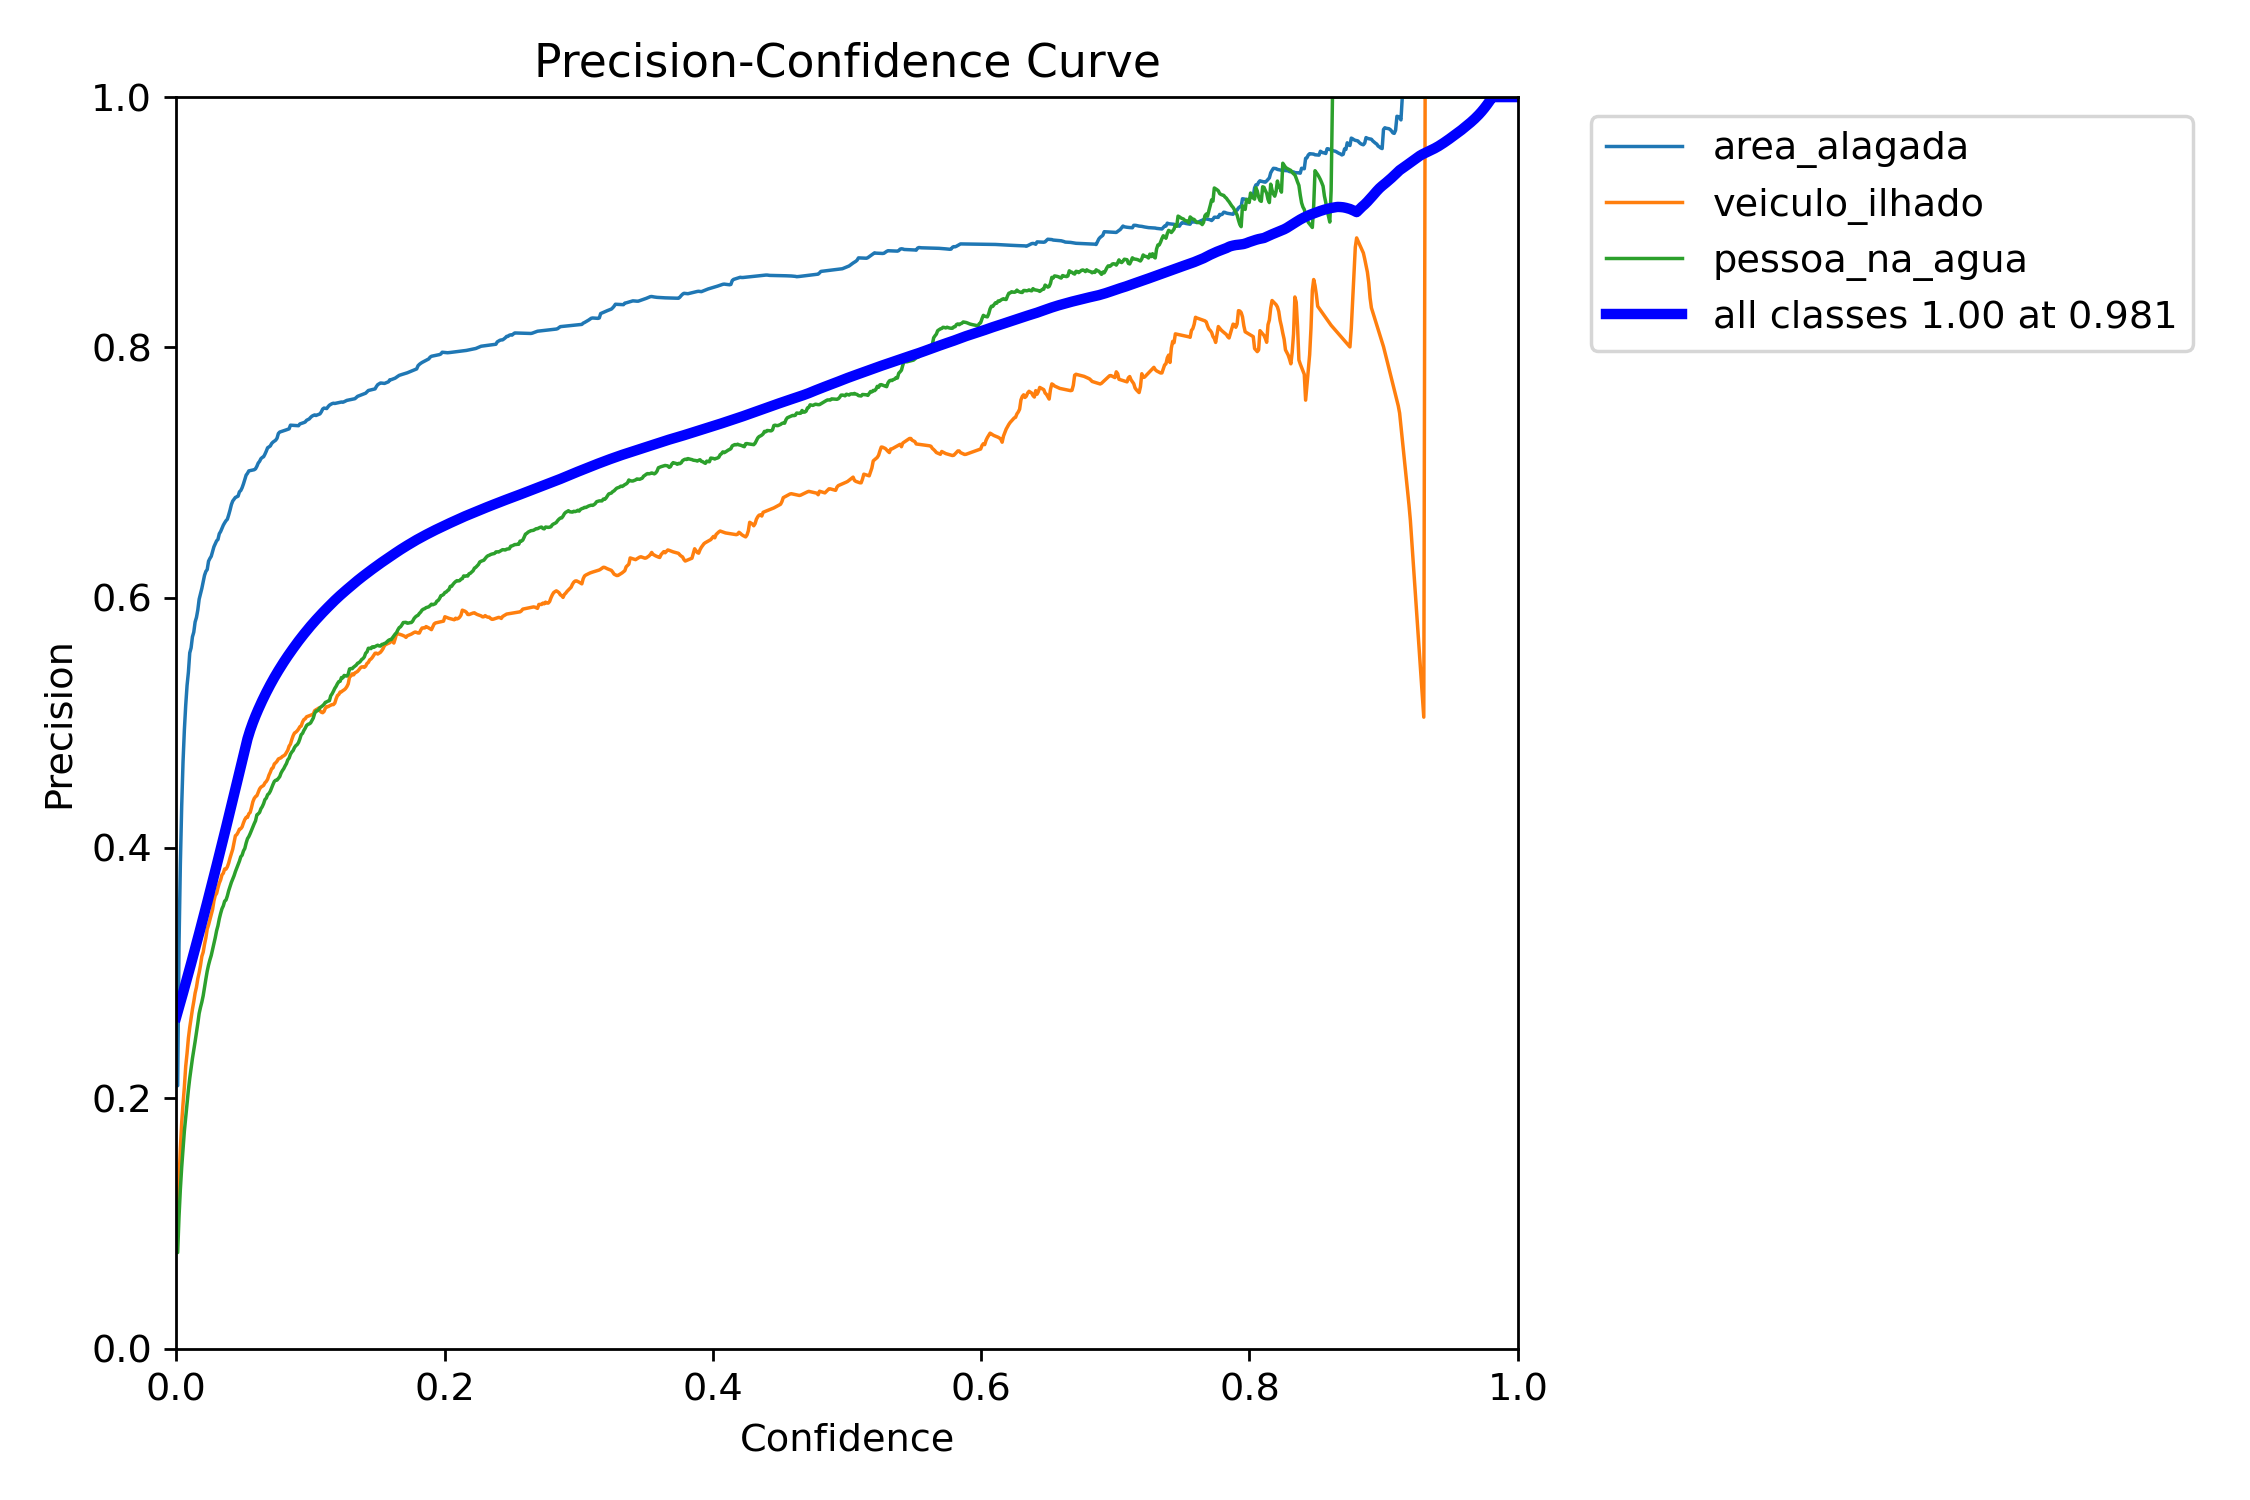 Precision-Confidence Curve
1.0
0.8
0.6
0.4
0.2
0.0
Precision
0.0 0.2 0.4 0.6 0.8 1.0
Confidence
area_alagada
veiculo_ilhado
pessoa_na_agua
all classes 1.00 at 0.981